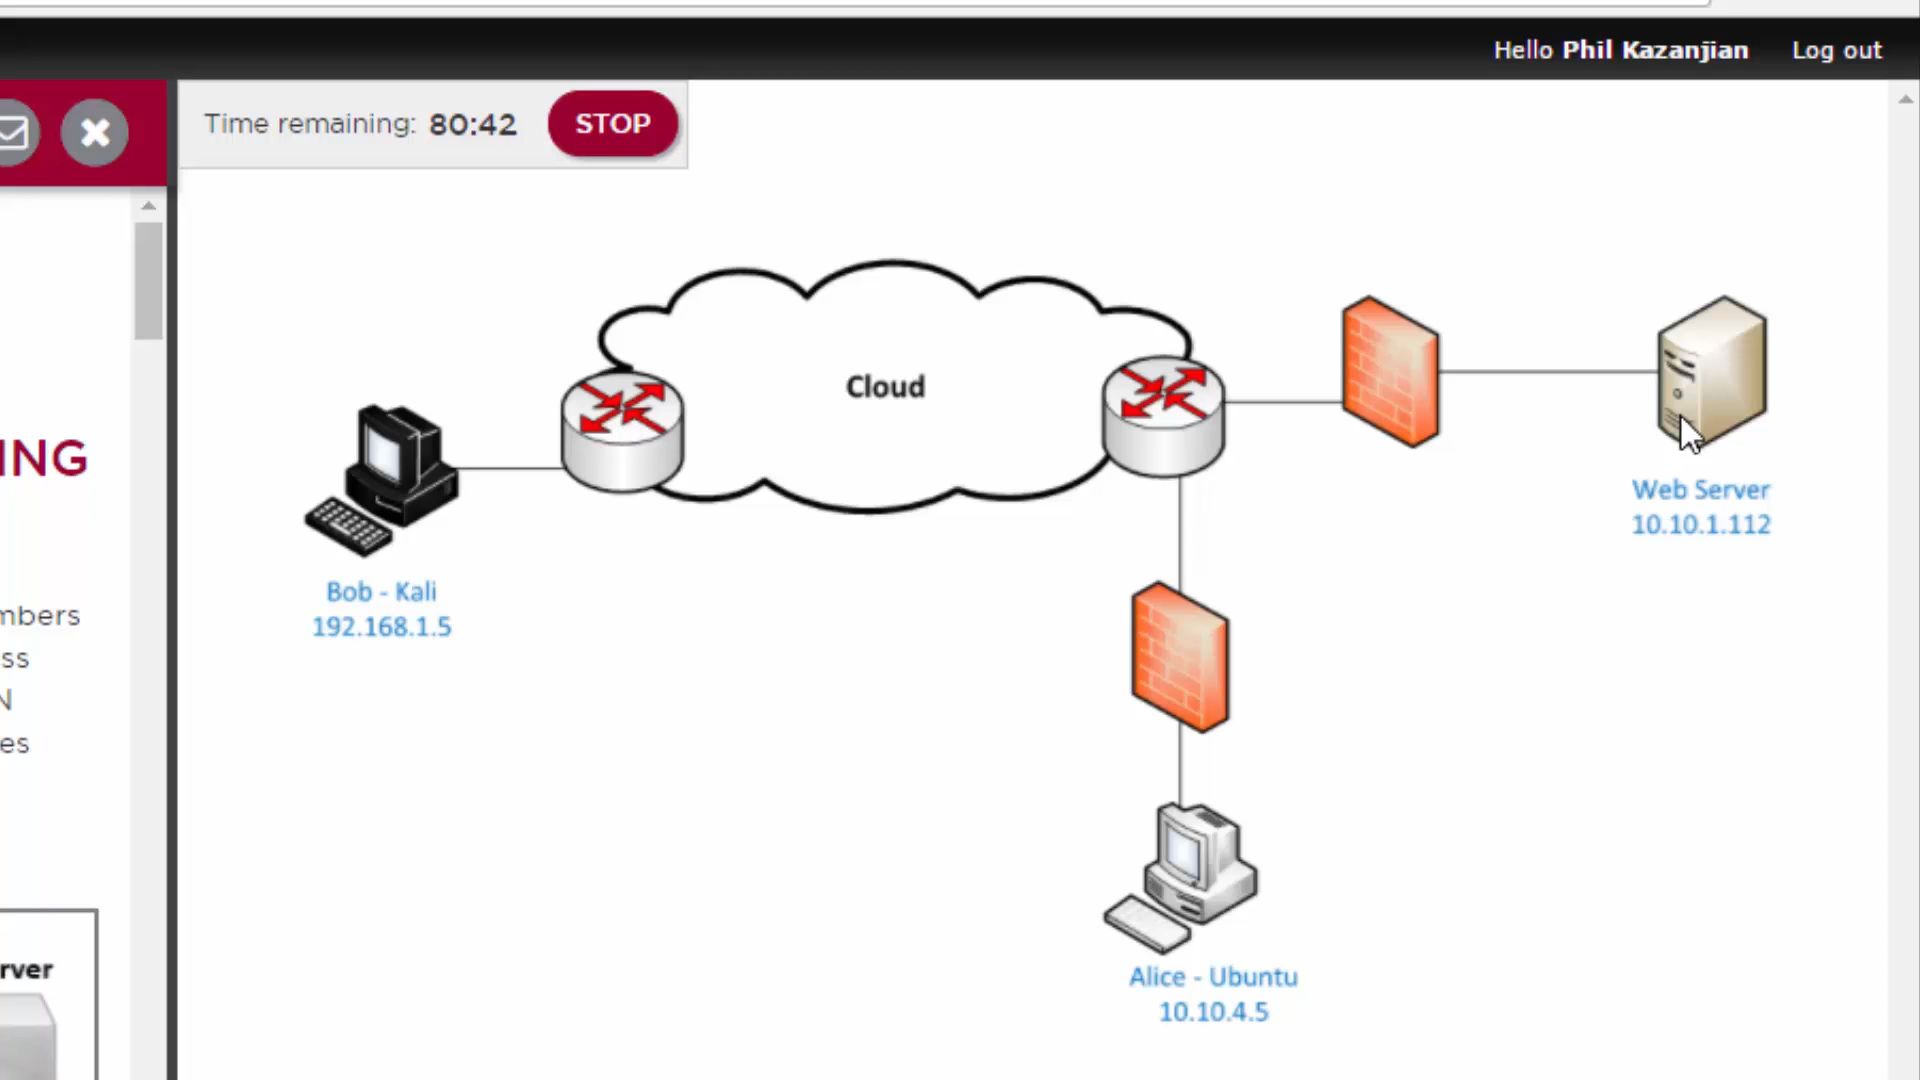 Hello Phil Kazanjian Log out
Time remaining: 80:42 STOP
Cloud
Web Server
10.10.1.112
Bob - Kali
192.168.1.5
Alice - Ubuntu
10.10.4.5
ING
mbers
ss
N
es
rver